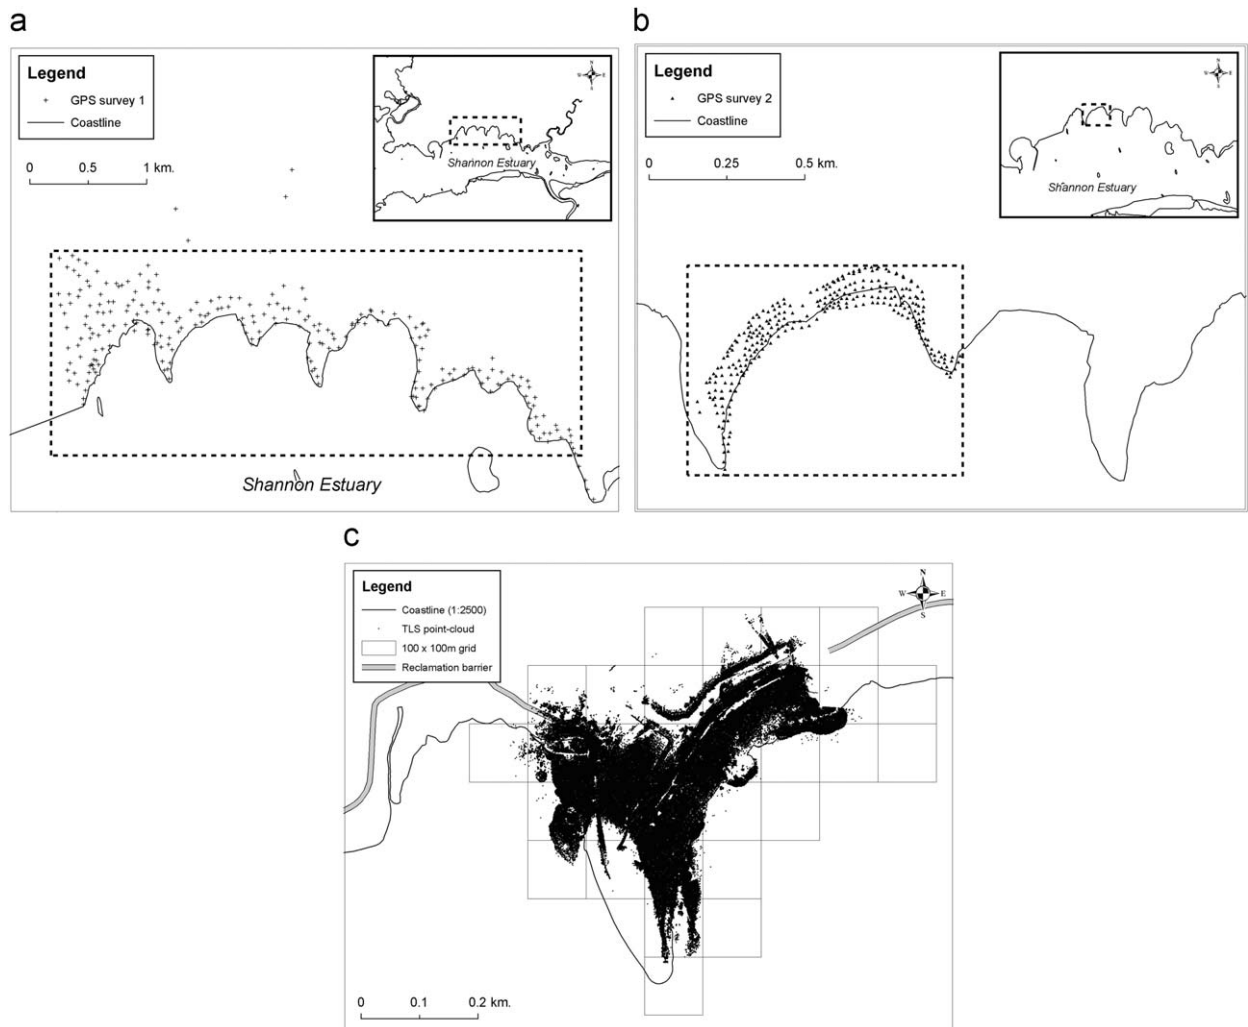 a
Legend
GPS survey 1
Coastline
0 0.5 1 km.
N
W E
S
Shannon Estuary
Shannon Estuary
b
Legend
GPS survey 2
Coastline
0 0.25 0.5 km.
N
W E
S
Shannon Estuary
c
Legend
Coastline (1:2500)
TLS point-cloud
100 x 100m grid
Reclamation barrier
N
W E
S
0 0.1 0.2 km.